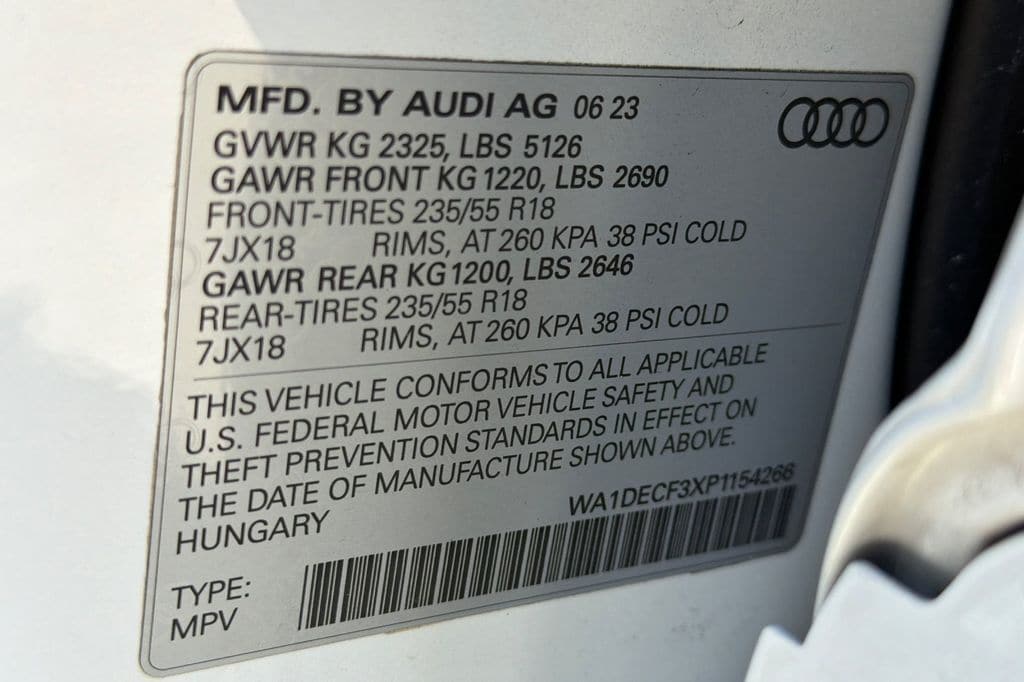 MFD. BY AUDI AG 06 23
GVWR KG 2325, LBS 5126
GAWR FRONT KG 1220, LBS 2690
FRONT-TIRES 235/55 R18
7JX18 RIMS, AT 260 KPA 38 PSI COLD
GAWR REAR KG 1200, LBS 2646
REAR-TIRES 235/55 R18
7JX18 RIMS, AT 260 KPA 38 PSI COLD
THIS VEHICLE CONFORMS TO ALL APPLICABLE
U.S. FEDERAL MOTOR VEHICLE SAFETY AND
THEFT PREVENTION STANDARDS IN EFFECT ON
THE DATE OF MANUFACTURE SHOWN ABOVE.
HUNGARY WA1DECF3XP1154266
TYPE:
MPV